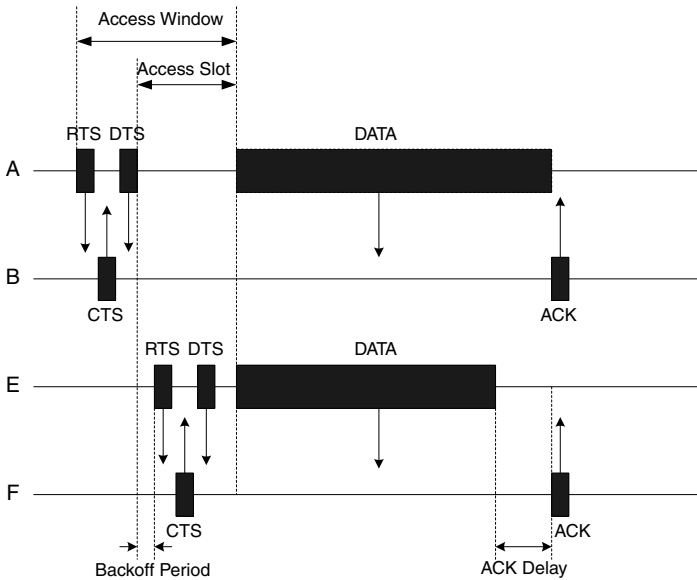 Access Window
Access Slot
RTS DTS DATA
A
B
CTS ACK
RTS DTS DATA
E
F
CTS ACK
Backoff Period ACK Delay